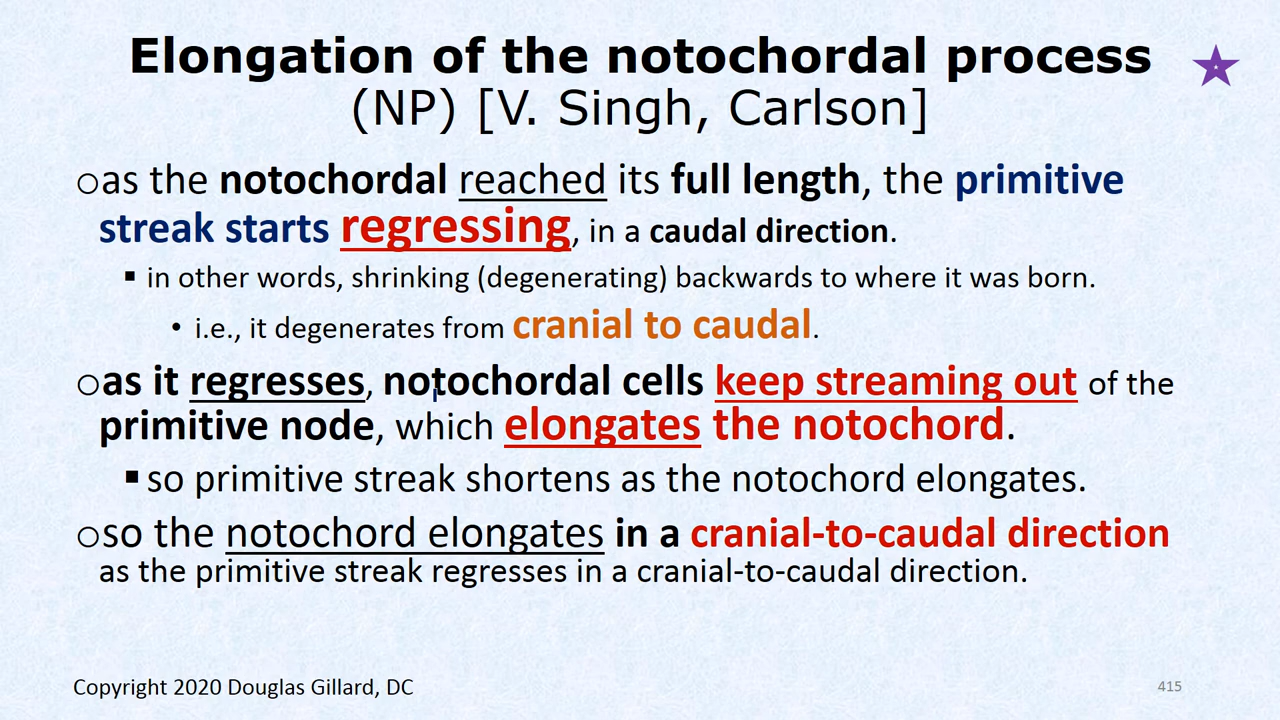 Elongation of the notochordal process
(NP) [V. Singh, Carlson]
○as the notochordal reached its full length, the primitive
streak starts regressing, in a caudal direction.
▪ in other words, shrinking (degenerating) backwards to where it was born.
• i.e., it degenerates from cranial to caudal.
○as it regresses, notochordal cells keep streaming out of the
primitive node, which elongates the notochord.
▪so primitive streak shortens as the notochord elongates.
○so the notochord elongates in a cranial-to-caudal direction
as the primitive streak regresses in a cranial-to-caudal direction.
Copyright 2020 Douglas Gillard, DC
415